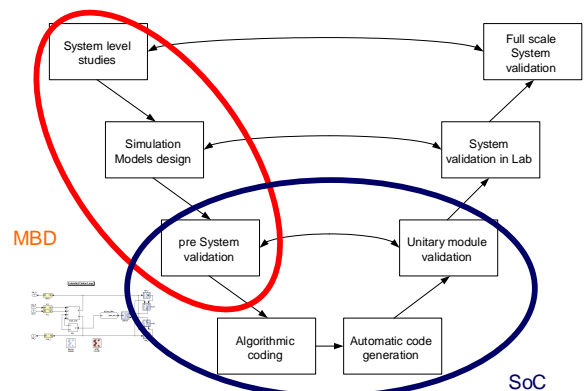 System level
studies
Full scale
System
validation
Simulation
Models design
System
validation in Lab
MBD
pre System
validation
Unitary module
validation
Algorithmic
coding
Automatic code
generation
SoC